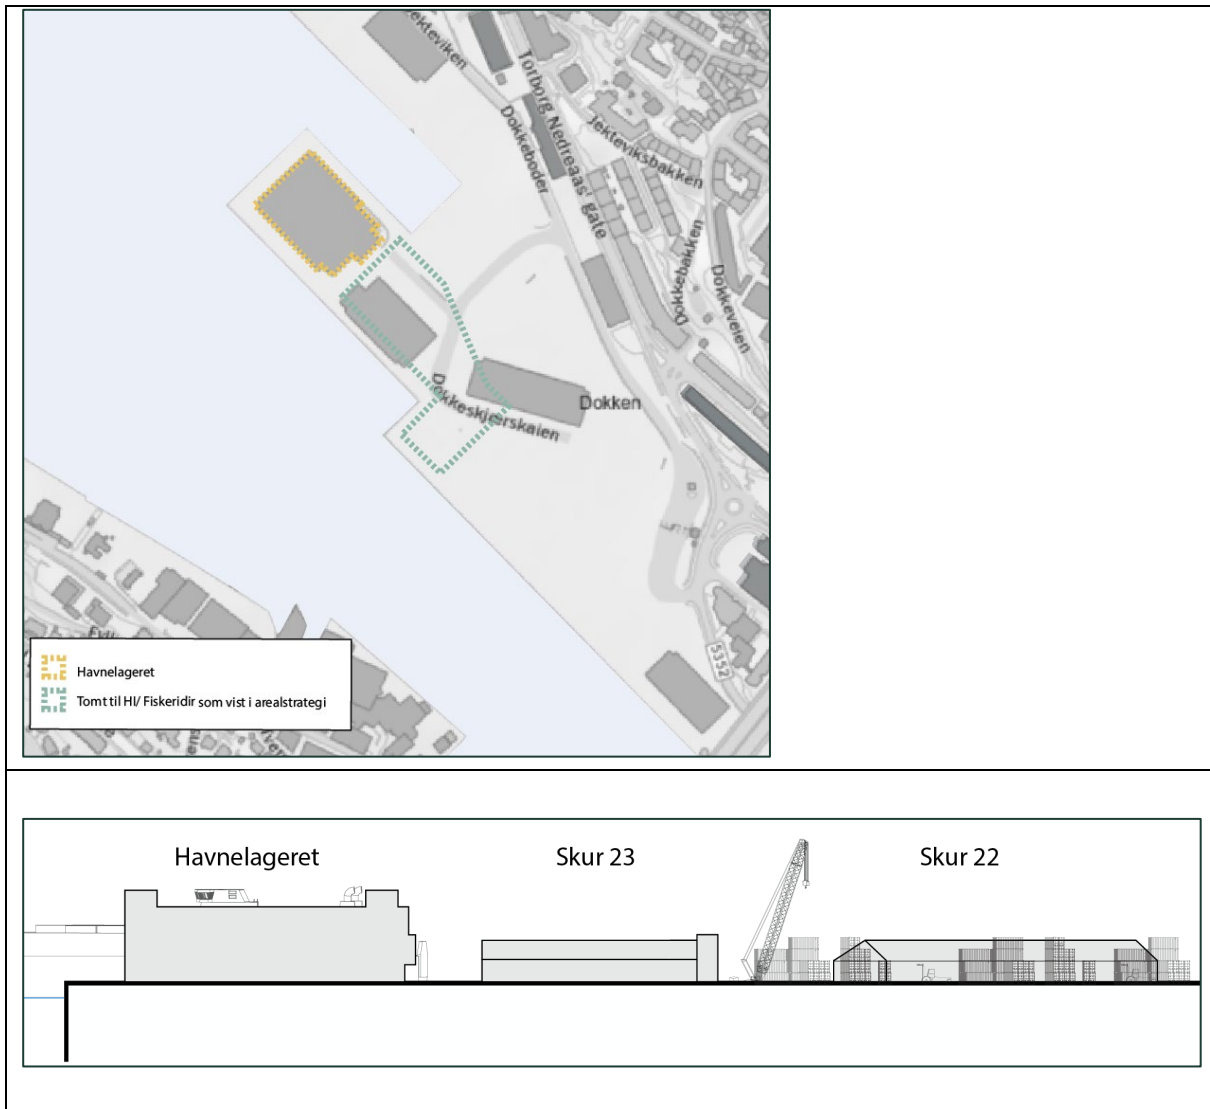 Jekteviken
Torborg Nedreaas' gate
Dokkeboder
Jekteviksbakken
Dokkebakken
Dokkeveien
Dokkeskjærskaien
Dokken
5352
Havnelageret
Tomt til HI/ Fiskeridir som vist i arealstrategi
Havnelageret
Skur 23
Skur 22